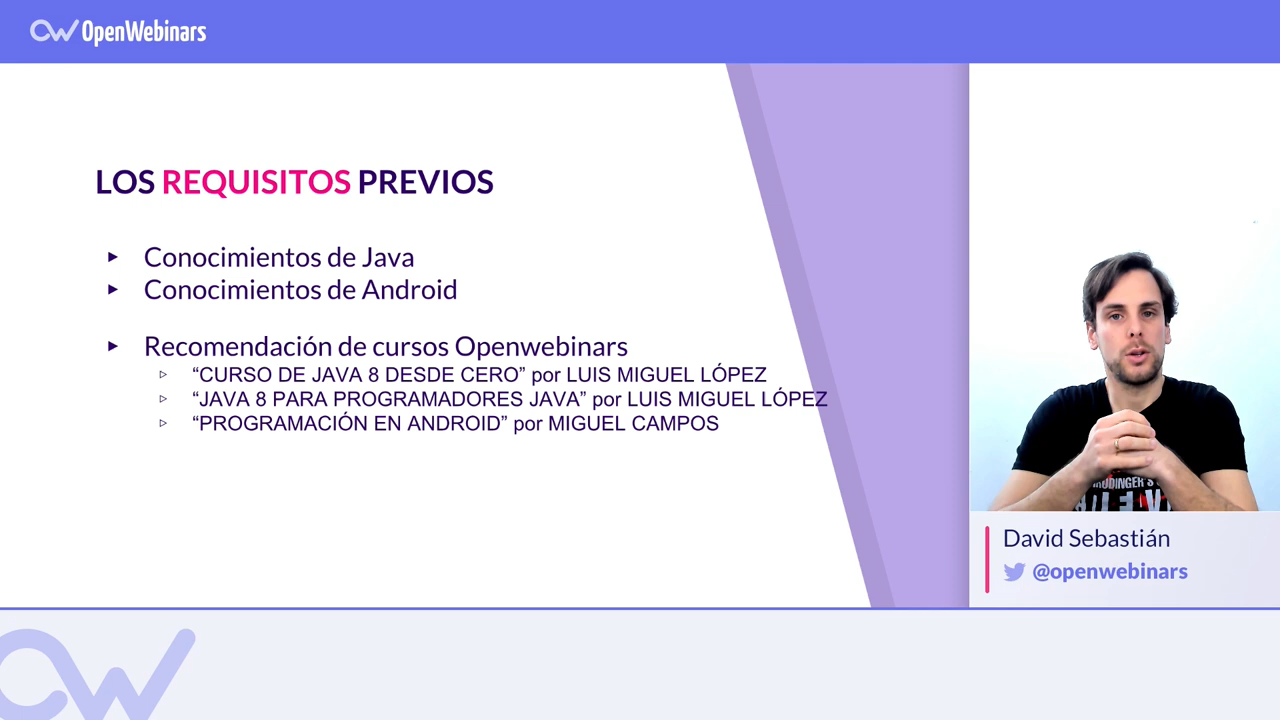 OpenWebinars
LOS REQUISITOS PREVIOS
▸ Conocimientos de Java
▸ Conocimientos de Android
▸ Recomendación de cursos Openwebinars
▹ “CURSO DE JAVA 8 DESDE CERO” por LUIS MIGUEL LÓPEZ
▹ “JAVA 8 PARA PROGRAMADORES JAVA” por LUIS MIGUEL LÓPEZ
▹ “PROGRAMACIÓN EN ANDROID” por MIGUEL CAMPOS
David Sebastián
@openwebinars